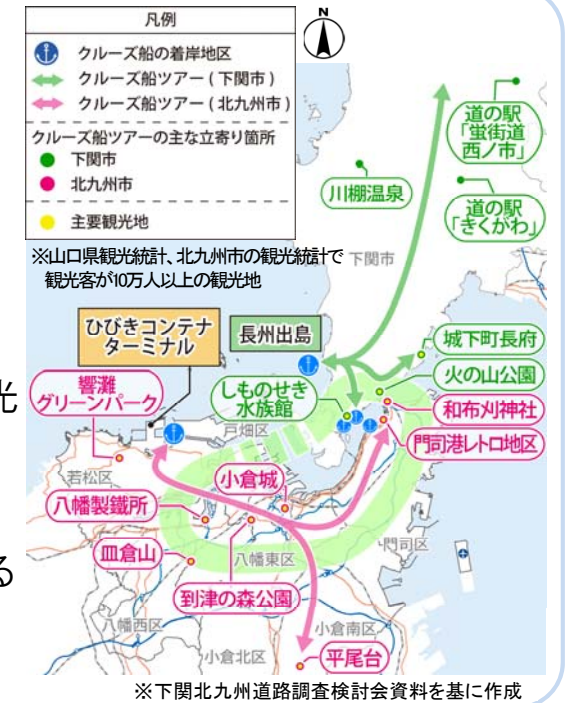 凡例
N
クルーズ船の着岸地区
クルーズ船ツアー(下関市)
クルーズ船ツアー(北九州市)
クルーズ船ツアーの主な立寄り箇所
下関市
北九州市
主要観光地
※山口県観光統計、北九州市の観光統計で
観光客が10万人以上の観光地
道の駅
「蛍街道
西ノ市」
川棚温泉
道の駅
「きくがわ」
下関市
ひびきコンテナ
ターミナル
長州出島
城下町長府
火の山公園
光
響灘
グリーンパーク
しものせき
水族館
和布刈神社
門司港レトロ地区
戸畑区
若松区
小倉城
八幡製鐵所
門司区
皿倉山
八幡東区
る
到津の森公園
八幡西区
小倉南区
小倉北区
平尾台
※下関北九州道路調査検討会資料を基に作成